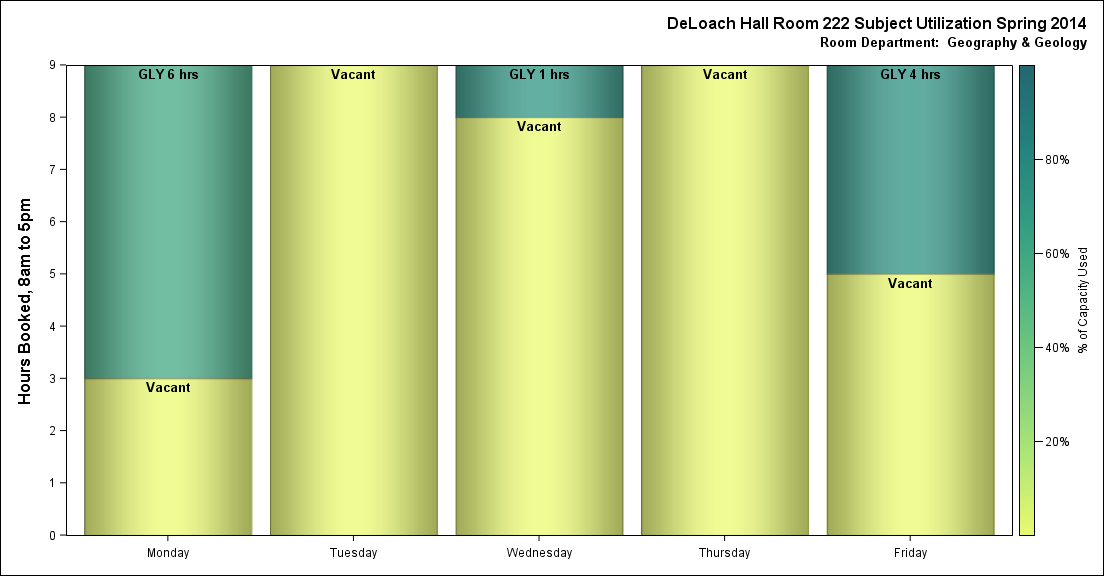 DeLoach Hall Room 222 Subject Utilization Spring 2014
Room Department: Geography & Geology
Hours Booked, 8am to 5pm
9
8
7
6
5
4
3
2
1
0
GLY 6 hrs
Vacant
Vacant
GLY 1 hrs
Vacant
Vacant
GLY 4 hrs
Vacant
Monday
Tuesday
Wednesday
Thursday
Friday
80%
60%
40%
20%
% of Capacity Used